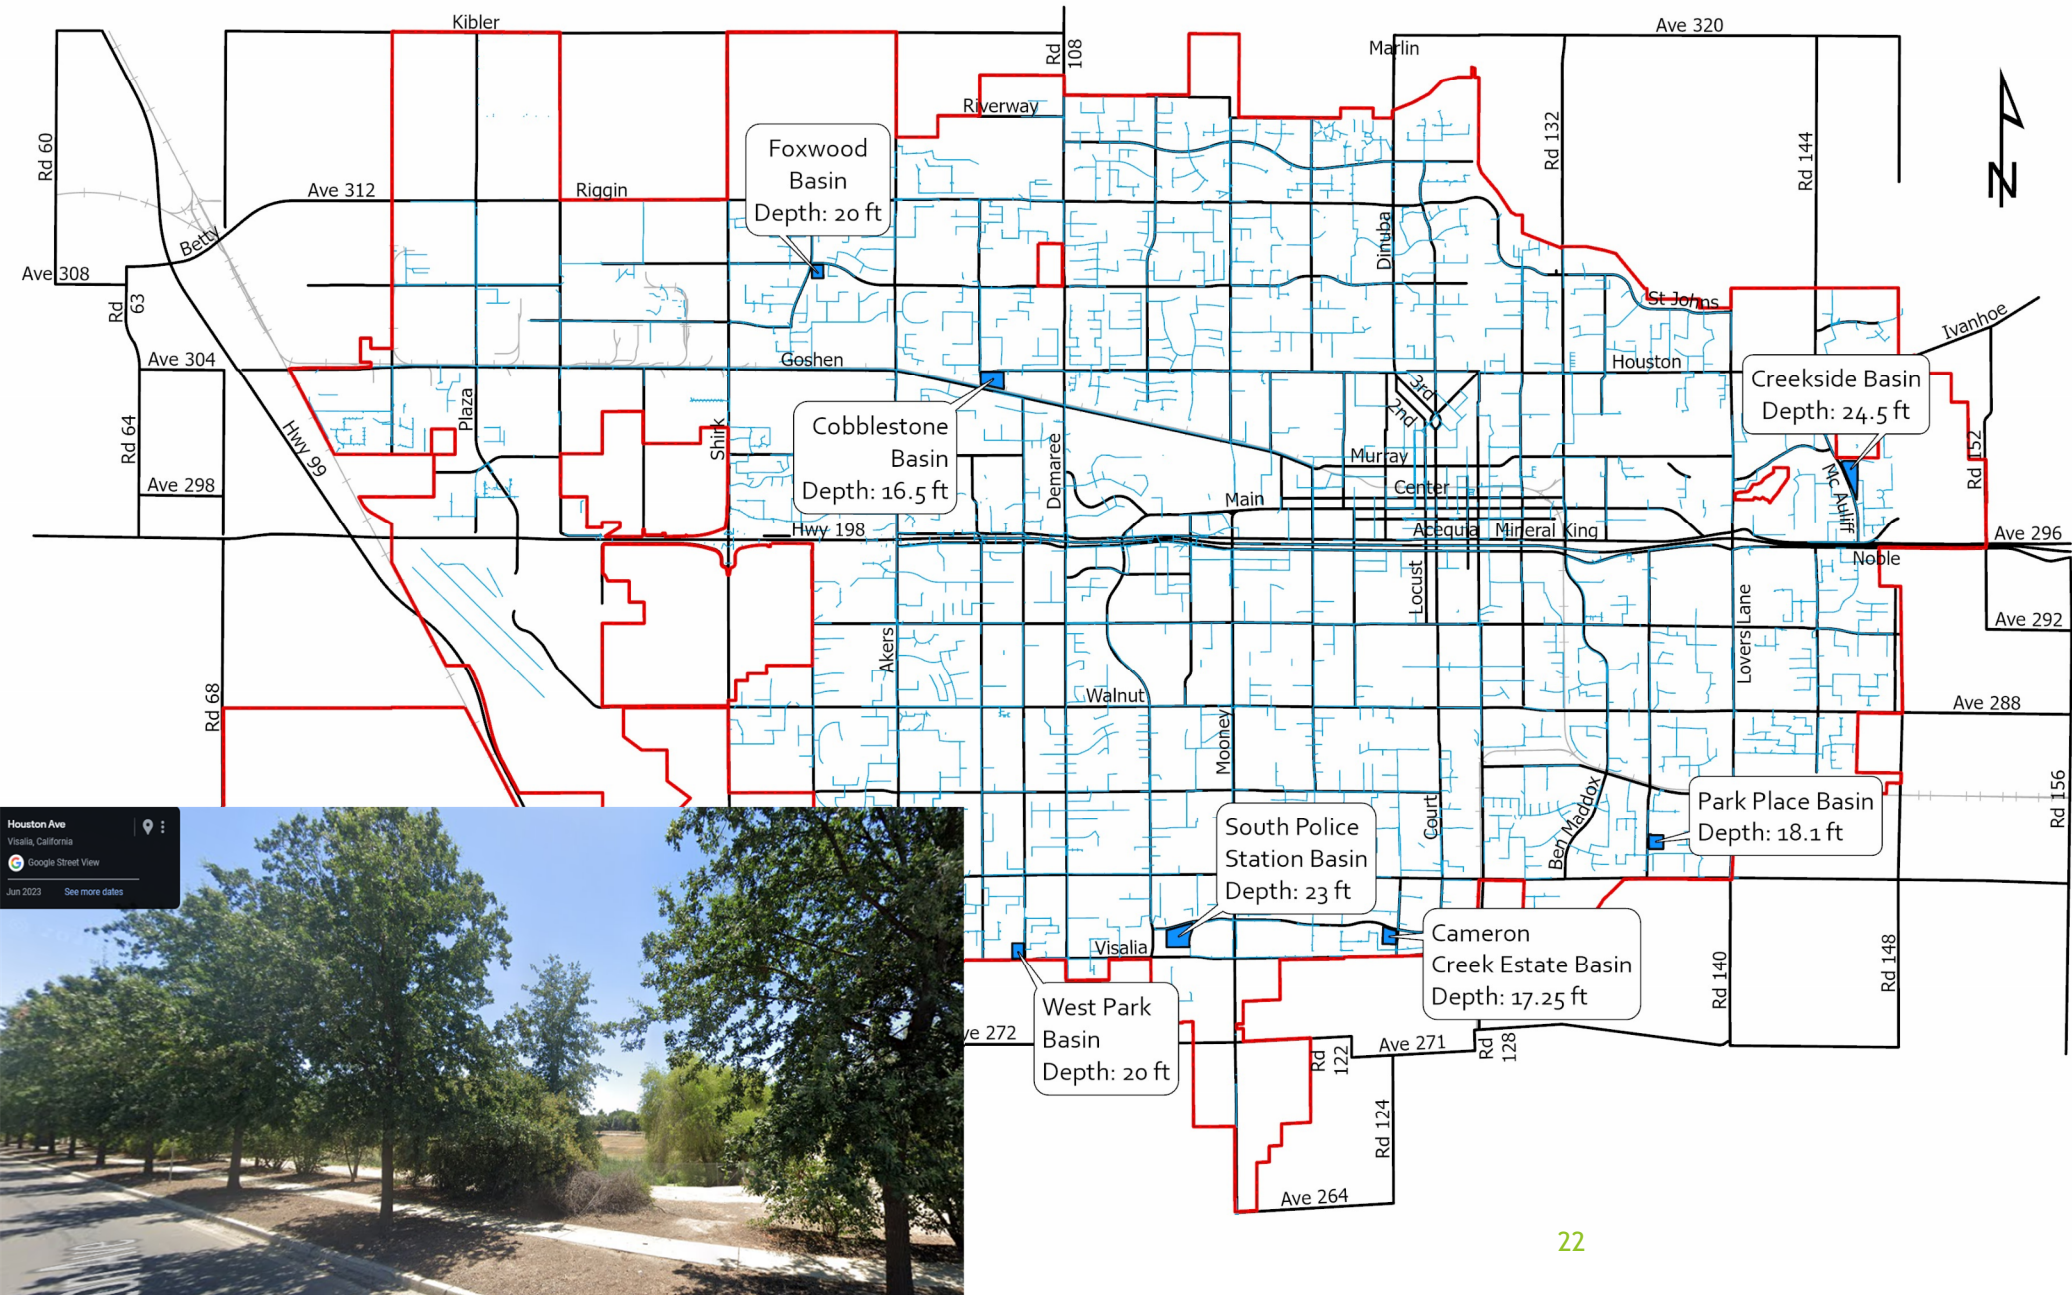 Kibler
Rd
108
Marlin
Ave 320
Riverway
Rd 60
Foxwood
Basin
Depth: 20 ft
Rd 132
Rd 144
N
Ave 312
Riggin
Betty
Dinuba
Ave 308
Rd
63
St Johns
Ivanhoe
Ave 304
Goshen
Houston
Plaza
3rd
2nd
Creekside Basin
Depth: 24.5 ft
Rd 64
Hwy 99
Shirk
Cobblestone
Basin
Depth: 16.5 ft
Demaree
Murray
Rd 152
Ave 298
Center
Main
Mc Auliff
Hwy 198
Acequia
Mineral King
Ave 296
Noble
Locust
Lovers Lane
Ave 292
Akers
Rd 68
Walnut
Ave 288
Mooney
Court
Ben Maddox
Park Place Basin
Depth: 18.1 ft
Rd 156
South Police
Station Basin
Depth: 23 ft
Houston Ave
Visalia, California
Google Street View
Jun 2023
See more dates
Visalia
Cameron
Creek Estate Basin
Depth: 17.25 ft
Rd 140
Rd 148
West Park
Basin
Depth: 20 ft
ve 272
Rd
122
Ave 271
Rd
128
Rd 124
Ave 264
22